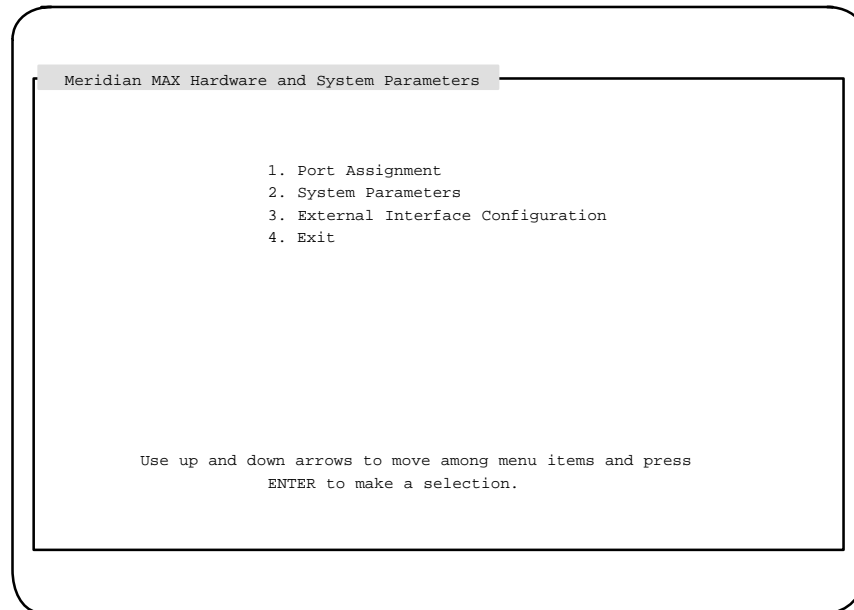 Meridian MAX Hardware and System Parameters
1. Port Assignment
2. System Parameters
3. External Interface Configuration
4. Exit
Use up and down arrows to move among menu items and press
ENTER to make a selection.